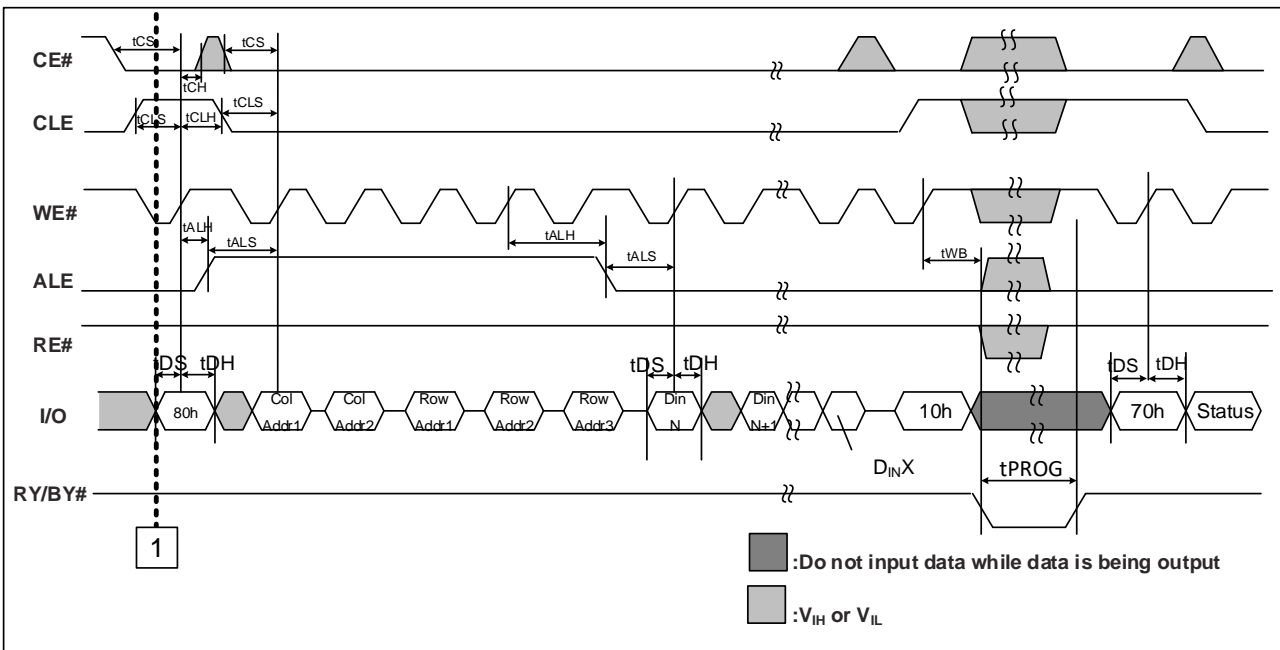 tCS tCS
CE#
tCH
tCLS tCLH tCLS
CLE
WE#
tALH tALS tALH tALS
ALE
tWB
RE#
tDS tDH tDS tDH tDS tDH
I/O
80h
Col Addr1
Col Addr2
Row Addr1
Row Addr2
Row Addr3
Din N
Din N+1
10h
70h
Status
DINX
tPROG
RY/BY#
1
:Do not input data while data is being output
:VIH or VIL